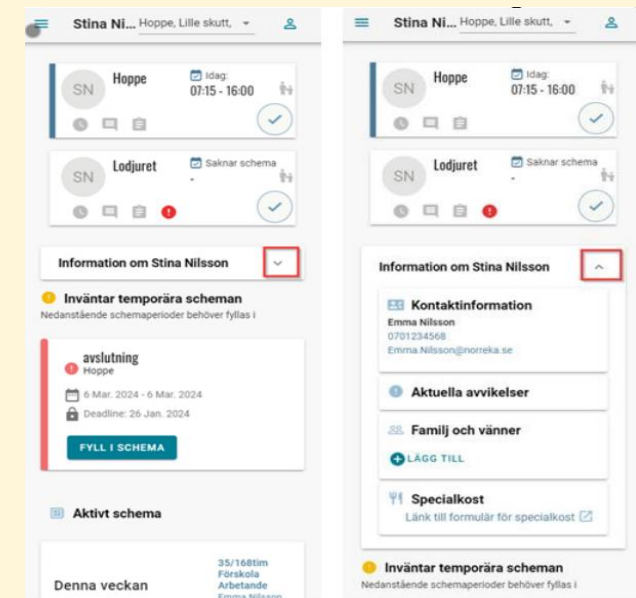 Stina Ni... Hoppe, Lille skutt,
SN
Hoppe
Idag:
07:15 - 16:00
SN
Lodjuret
Saknar schema
-
Information om Stina Nilsson
Inväntar temporära scheman
Nedanstående schemaperioder behöver fyllas i
avslutning
Hoppe
6 Mar. 2024 - 6 Mar. 2024
Deadline: 26 Jan. 2024
FYLL I SCHEMA
Aktivt schema
Denna veckan
35/168tim
Förskola
Arbetande
Emma Nilsson
Stina Ni... Hoppe, Lille skutt,
SN
Hoppe
Idag:
07:15 - 16:00
SN
Lodjuret
Saknar schema
-
Information om Stina Nilsson
Kontaktinformation
Emma Nilsson
0701234568
Emma.Nilsson@norreka.se
Aktuella avvikelser
Familj och vänner
LÄGG TILL
Specialkost
Länk till formulär för specialkost
Inväntar temporära scheman
Nedanstående schemaperioder behöver fyllas i